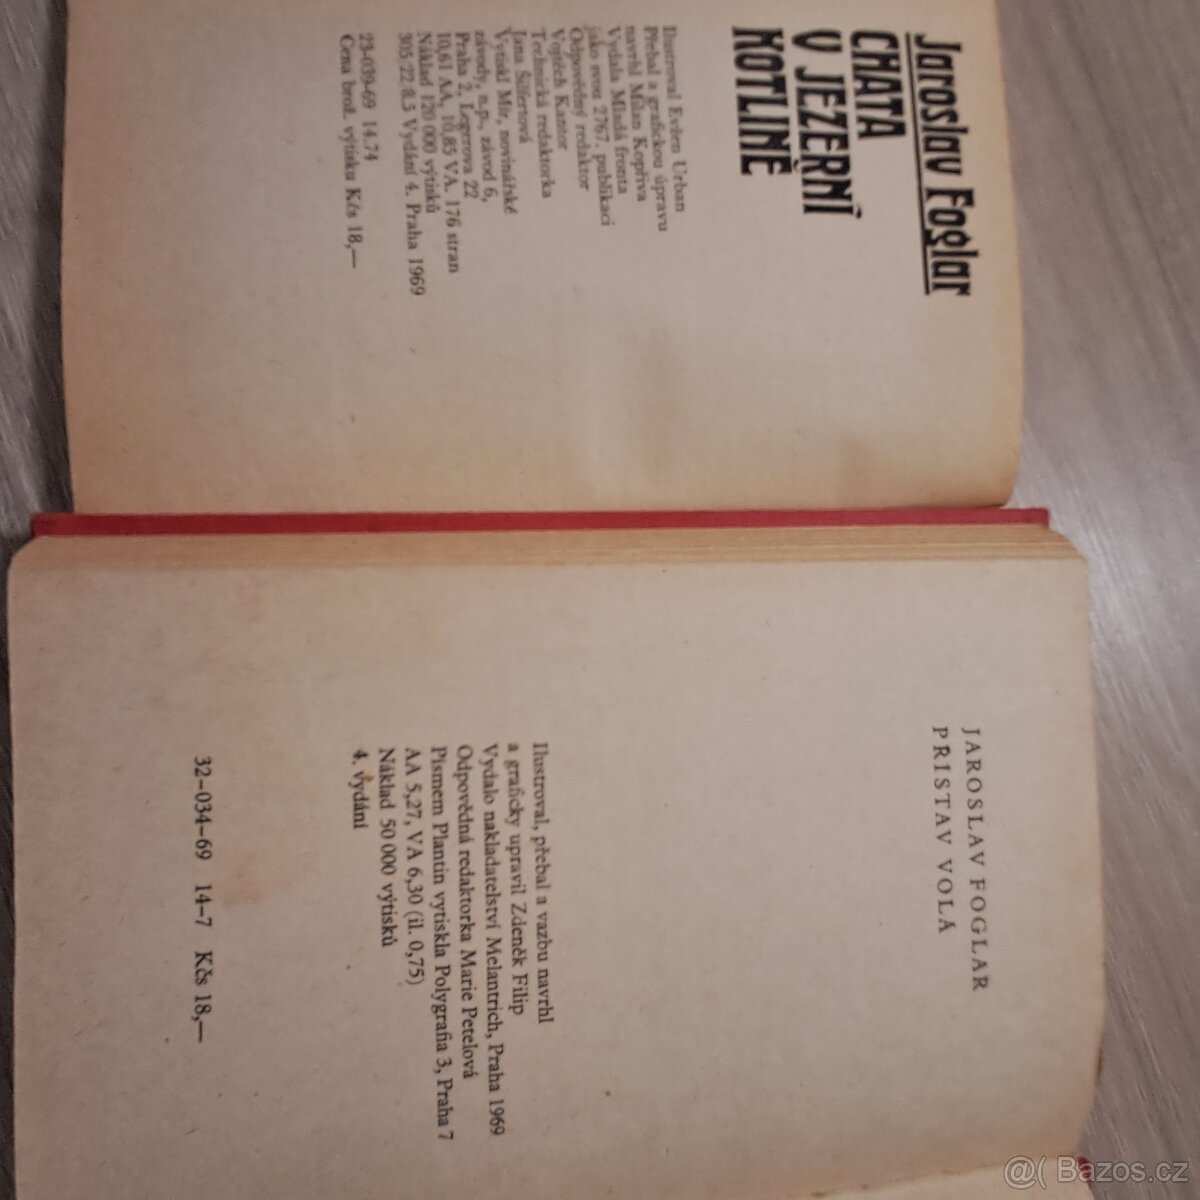 Jaroslav Foglar
CHATA
V JEZERNÍ
KOTLINĚ
Ilustroval Evžen Urban
Přebal a grafickou úpravu
navrhl Milan Kopřiva
Vydala Mladá fronta
jako svou 2767. publikaci
Odpovědný redaktor
Vojtěch Kantor
Technická redaktorka
Jana Šilfertová
Vytiskl Mír, novinářské
závody, n.p., závod 6,
Praha 2, Legerova 22
10,61 AA, 10,85 VA. 176 stran
Náklad 120 000 výtisků
305/22 8.5 Vydání 4. Praha 1969
23-039-69 14.74
Cena brož. výtisku Kčs 18,—
JAROSLAV FOGLAR
PŘÍSTAV VOLÁ
Ilustroval, přebal a vazbu navrhl
a graficky upravil Zdeněk Filip
Vydalo nakladatelství Melantrich, Praha 1969
Odpovědná redaktorka Marie Petelová
Písmem Plantin vytiskla Polygrafia 3, Praha 7
AA 5,27, VA 6,30 (il. 0,75)
Náklad 50 000 výtisků
4. vydání
32-034-69 14-7 Kčs 18,—
@( Bazos.cz